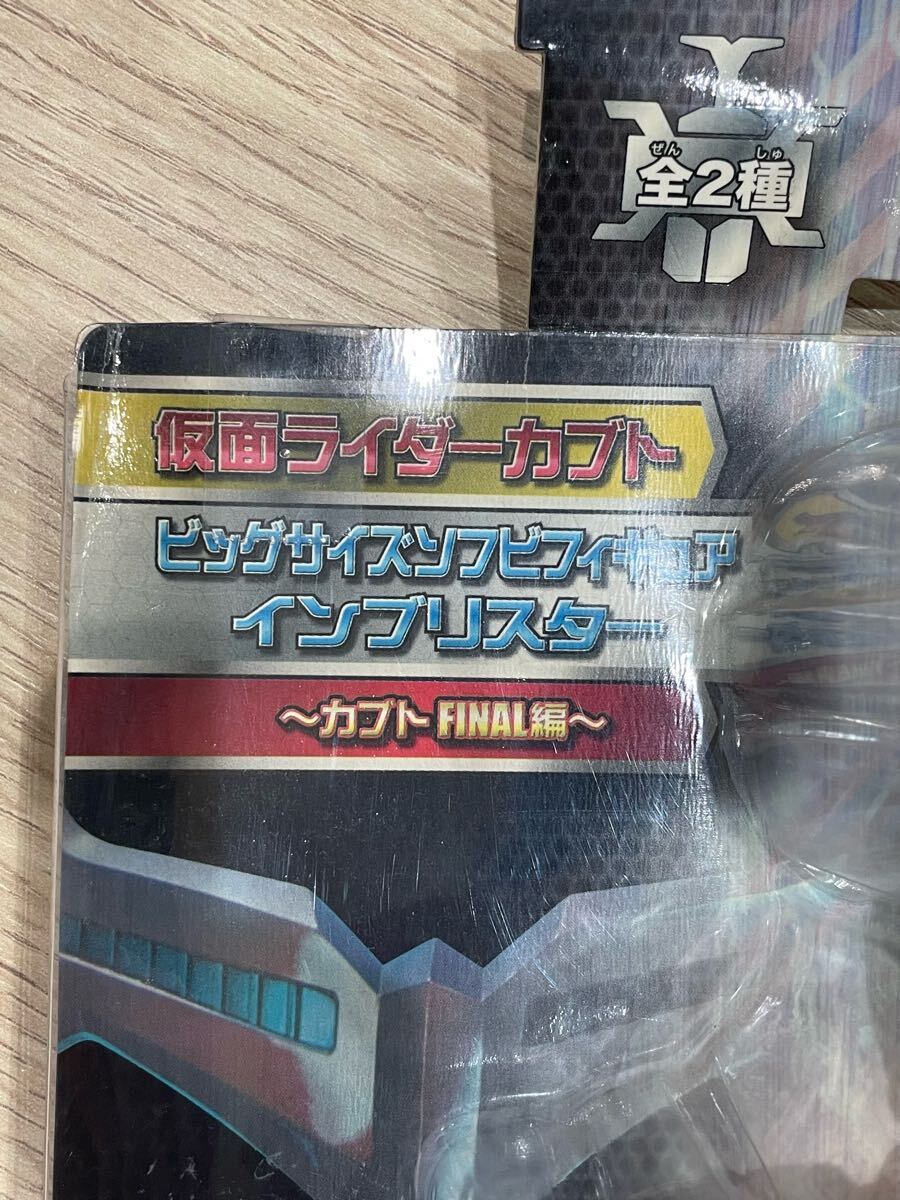 ぜん しゅ
全2種
仮面ライダーカブト
ビッグサイズソフビフィギュア
インブリスター
～カブトFINAL編～